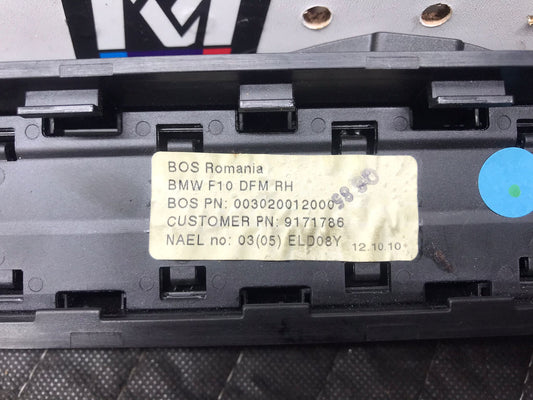 BOS Romania
BMW F10 DFM RH
BOS PN: 003020012000
CUSTOMER PN: 9171786
NAEL no: 03(05) ELD08Y 12.10.10